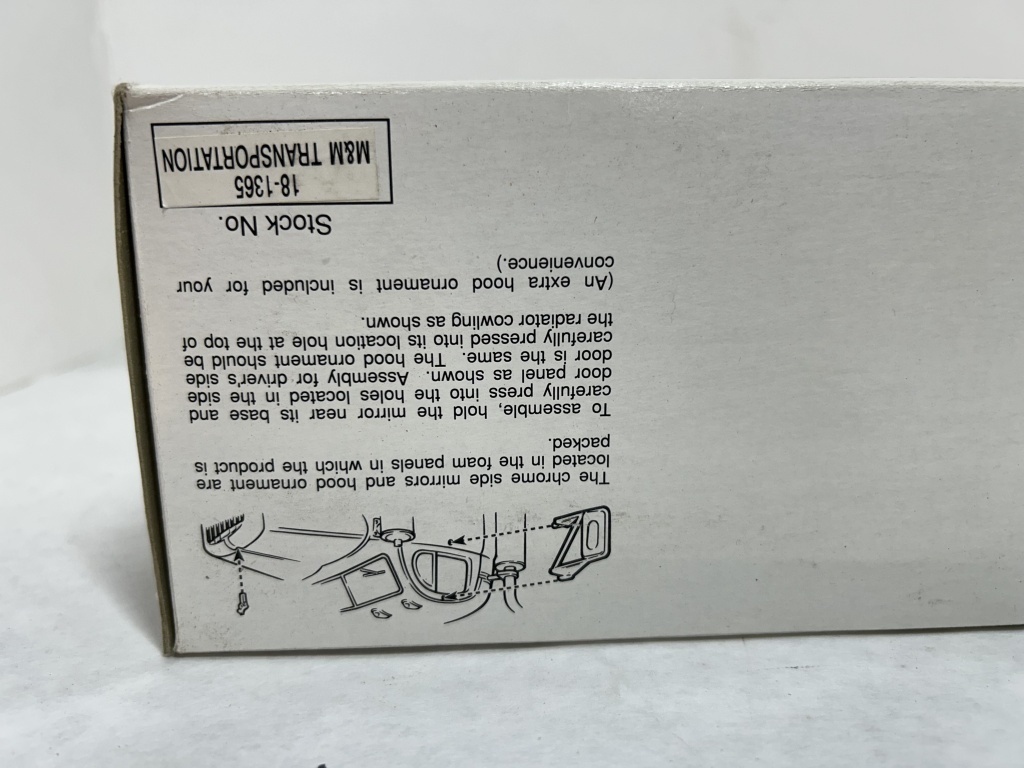 The chrome side mirrors and hood ornament are
located in the foam panels in which the product is
packed.
To assemble, hold the mirror near its base and
carefully press into the holes located in the side
door panel as shown. Assembly for driver's side
door is the same. The hood ornament should be
carefully pressed into its location hole at the top of
the radiator cowling as shown.
(An extra hood ornament is included for your
convenience.)
Stock No.
18-1365
M&M TRANSPORTATION